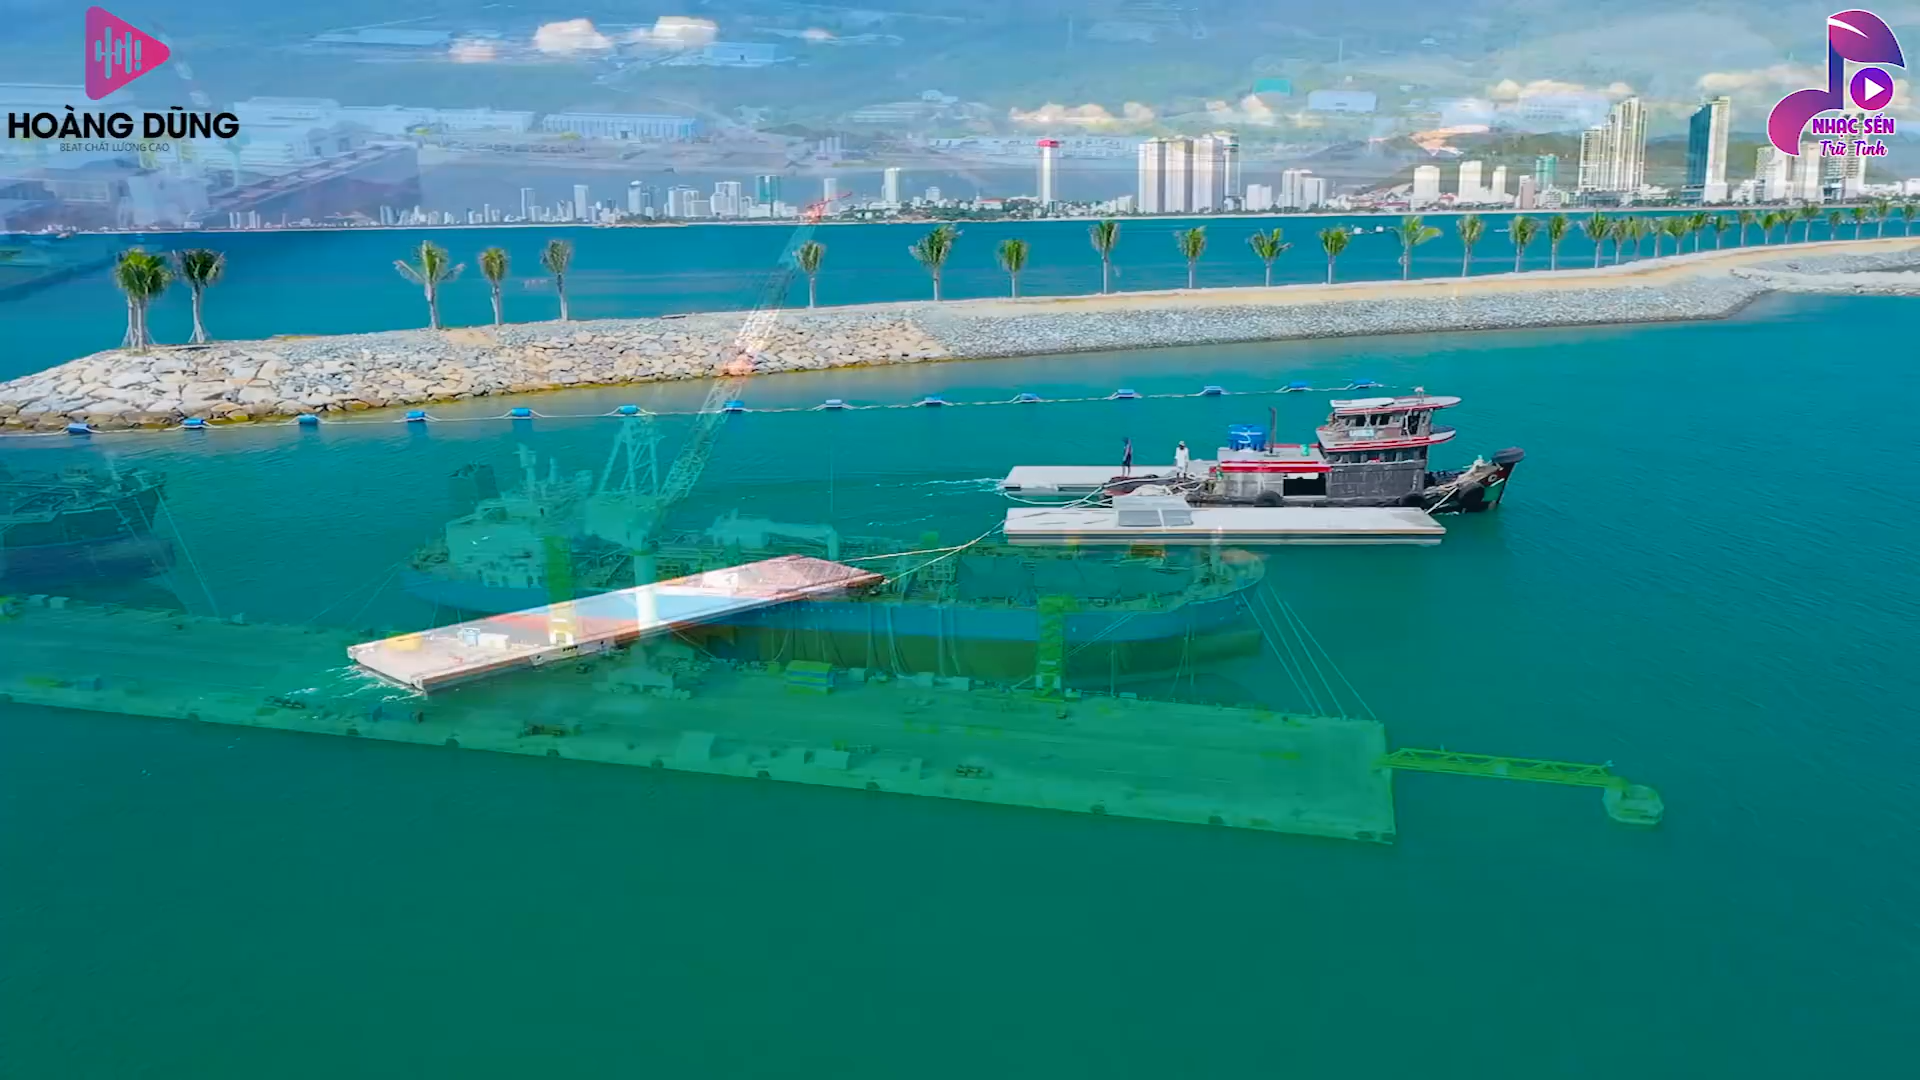 HOÀNG DŨNG
BEAT CHẤT LƯỢNG CAO
NHẠC SẾN
Trữ Tình